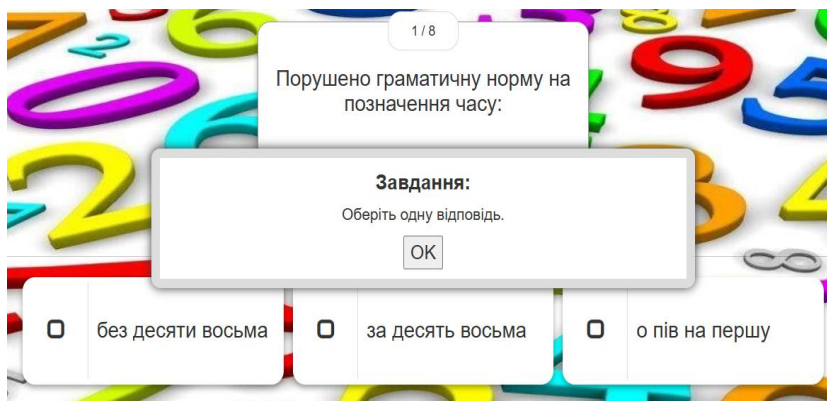 1 / 8
Порушено граматичну норму на
позначення часу:
Завдання:
Оберіть одну відповідь.
OK
без десяти восьма
за десять восьма
о пів на першу